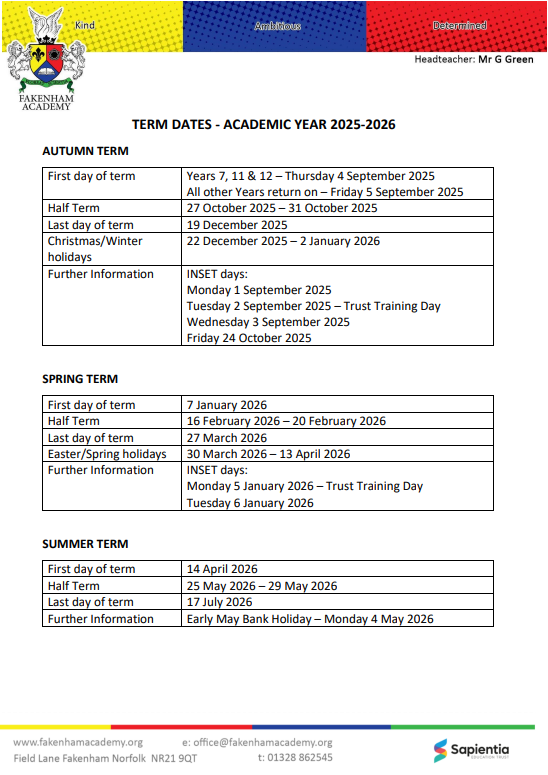 Kind
Ambitious
Determined
FAKENHAM
ACADEMY
Headteacher: Mr G Green
TERM DATES - ACADEMIC YEAR 2025-2026
AUTUMN TERM
First day of term
Years 7, 11 & 12 – Thursday 4 September 2025
All other Years return on – Friday 5 September 2025
Half Term
27 October 2025 – 31 October 2025
Last day of term
19 December 2025
Christmas/Winter
holidays
22 December 2025 – 2 January 2026
Further Information
INSET days:
Monday 1 September 2025
Tuesday 2 September 2025 – Trust Training Day
Wednesday 3 September 2025
Friday 24 October 2025
SPRING TERM
First day of term
7 January 2026
Half Term
16 February 2026 – 20 February 2026
Last day of term
27 March 2026
Easter/Spring holidays
30 March 2026 – 13 April 2026
Further Information
INSET days:
Monday 5 January 2026 – Trust Training Day
Tuesday 6 January 2026
SUMMER TERM
First day of term
14 April 2026
Half Term
25 May 2026 – 29 May 2026
Last day of term
17 July 2026
Further Information
Early May Bank Holiday – Monday 4 May 2026
www.fakenhamacademy.org
e: office@fakenhamacademy.org
Field Lane Fakenham Norfolk NR21 9QT
t: 01328 862545
Sapientia
EDUCATION TRUST